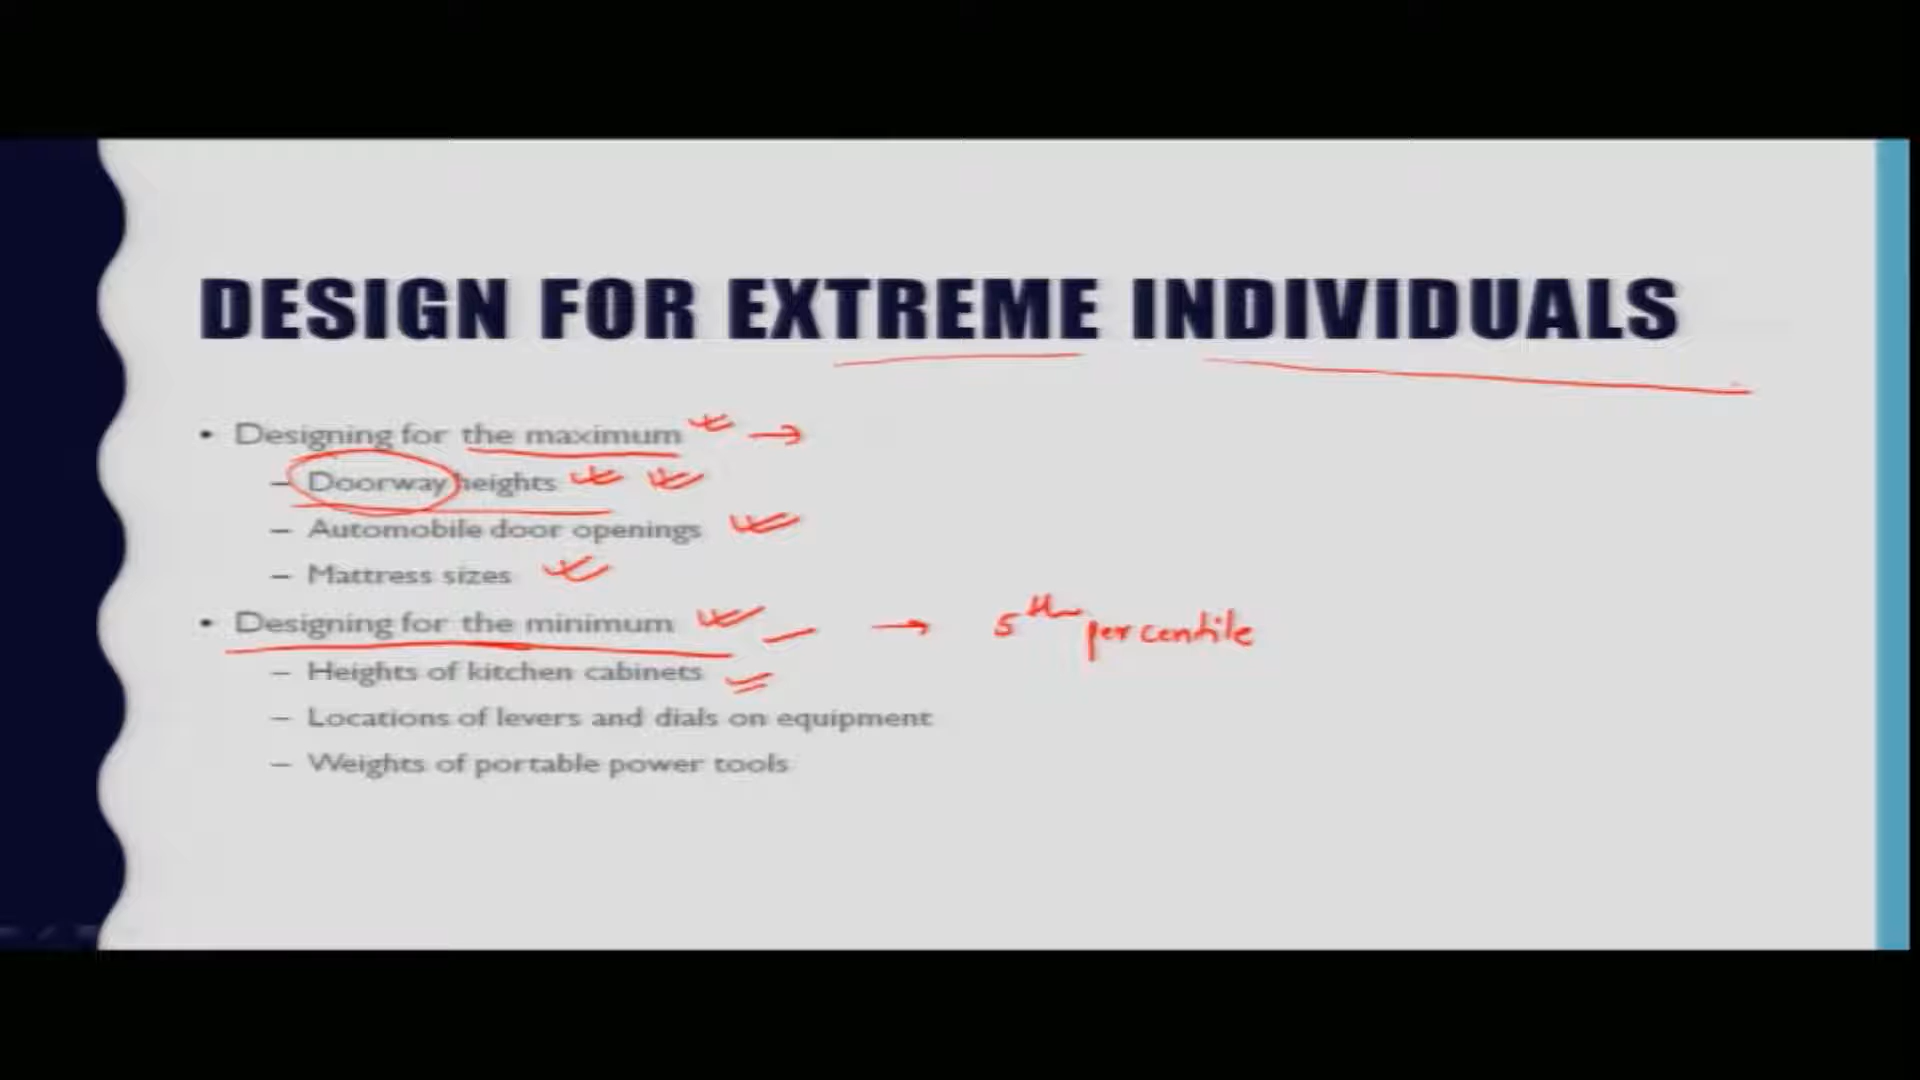 DESIGN FOR EXTREME INDIVIDUALS
• Designing for the maximum →
– Doorway heights
– Automobile door openings
– Mattress sizes
• Designing for the minimum → 5th percentile
– Heights of kitchen cabinets
– Locations of levers and dials on equipment
– Weights of portable power tools